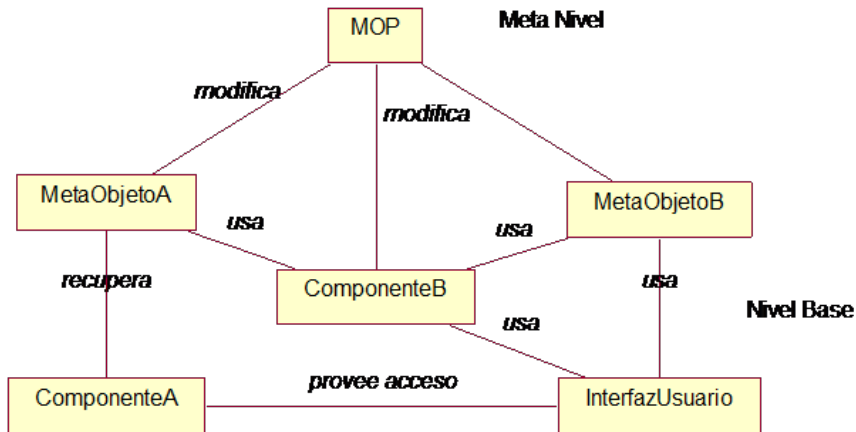 MOP
Meta Nivel
modifica
modifica
MetaObjetoA
MetaObjetoB
usa
usa
recupera
ComponenteB
usa
Nivel Base
usa
provee acceso
ComponenteA
InterfazUsuario